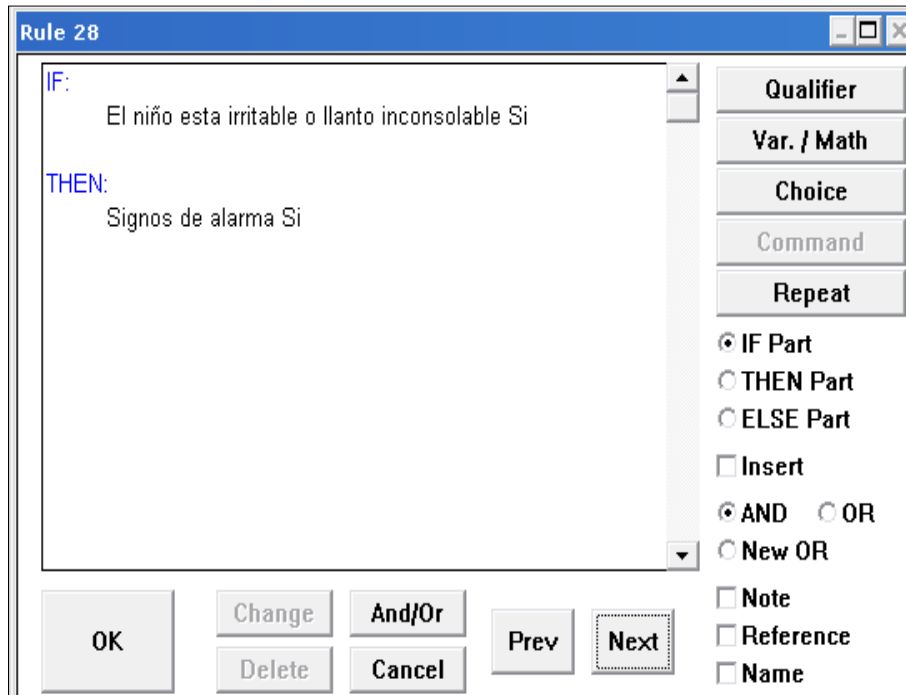 Rule 28
IF:
El niño esta irritable o llanto inconsolable Si
THEN:
Signos de alarma Si
Qualifier
Var. / Math
Choice
Command
Repeat
IF Part
THEN Part
ELSE Part
Insert
AND OR
New OR
Note
Reference
Name
OK
Change
And/Or
Delete
Cancel
Prev
Next